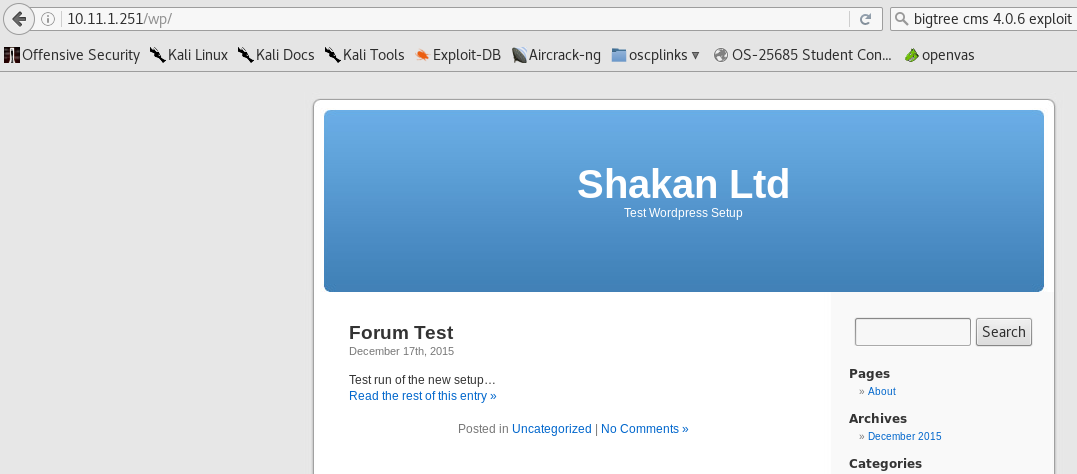 10.11.1.251/wp/ bigtree cms 4.0.6 exploit
Offensive Security Kali Linux Kali Docs Kali Tools Exploit-DB Aircrack-ng oscplinks OS-25685 Student Con... openvas
Shakan Ltd
Test Wordpress Setup
Forum Test
December 17th, 2015
Test run of the new setup…
Read the rest of this entry »
Posted in Uncategorized | No Comments »
Search
Pages
» About
Archives
» December 2015
Categories